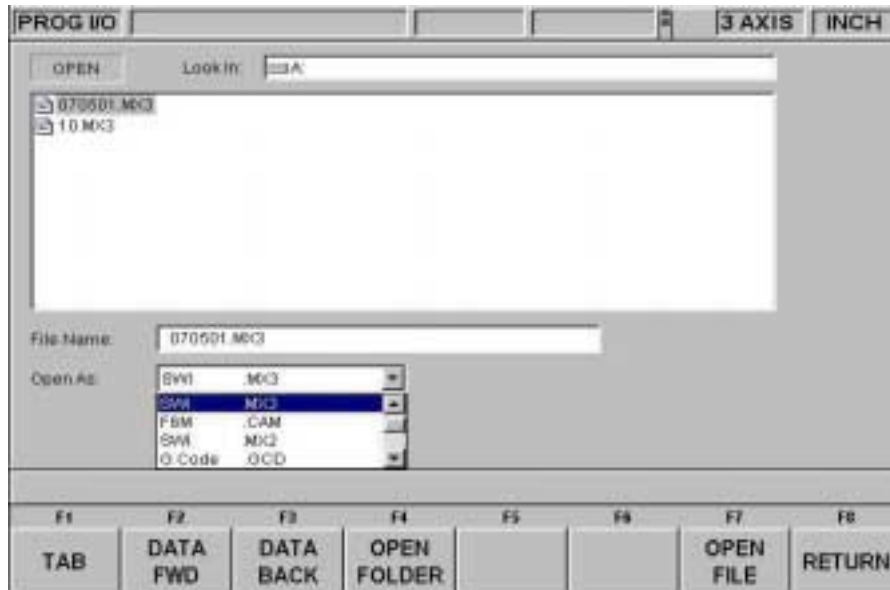 PROG I/O 3 AXIS INCH
OPEN Look In: A:
070501.MX3
10.MX3
File Name: 070501.MX3
Open As: SWI .MX3
SWI .MX3
F&M .CAM
SWI .MX2
G.Code .GCD
F1 F2 F3 F4 F5 F6 F7 F8
TAB DATA FWD DATA BACK OPEN FOLDER OPEN FILE RETURN